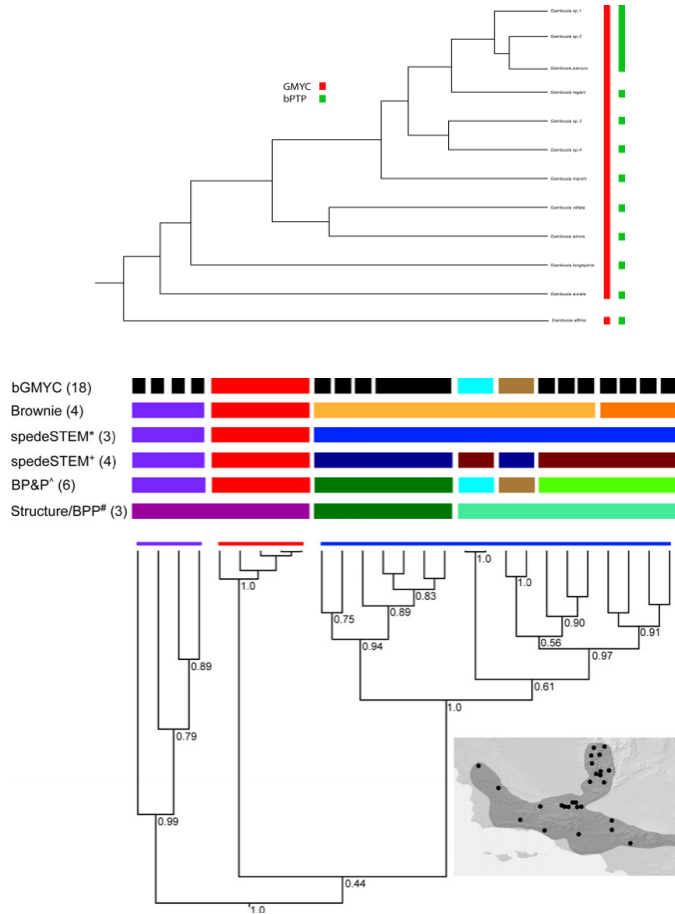 Gambusia sp.1
Gambusia sp.2
Gambusia panuco
GMYC
bPTP
Gambusia regani
Gambusia sp.3
Gambusia sp.4
Gambusia marshi
Gambusia vittata
Gambusia
Gambusia longispinis
Gambusia aurata
Gambusia affinis
bGMYC (18)
Brownie (4)
spedeSTEM* (3)
spedeSTEM⁺ (4)
BP&P^ (6)
Structure/BPP# (3)
1.0
1.0
0.83
1.0
0.75
0.89
0.90
0.91
0.94
0.56
0.97
0.89
0.61
1.0
0.79
0.99
0.44
1.0